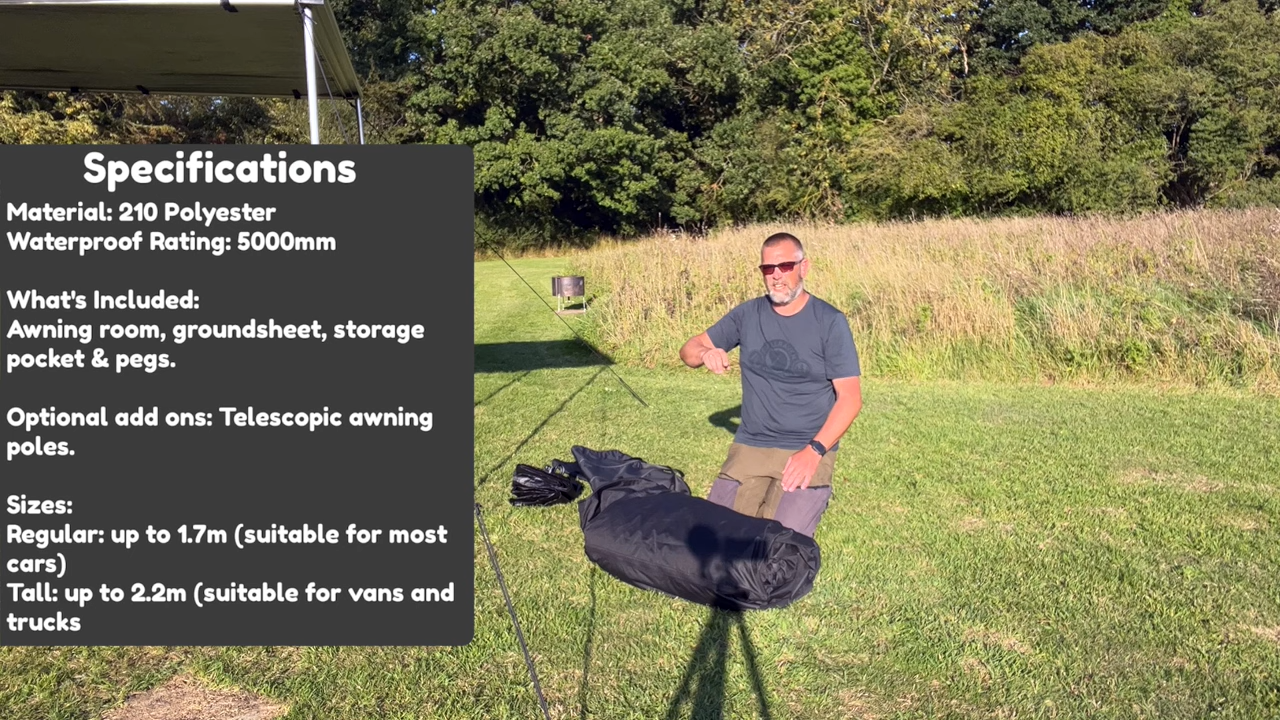 Specifications
Material: 210 Polyester
Waterproof Rating: 5000mm
What's Included:
Awning room, groundsheet, storage
pocket & pegs.
Optional add ons: Telescopic awning
poles.
Sizes:
Regular: up to 1.7m (suitable for most
cars)
Tall: up to 2.2m (suitable for vans and
trucks